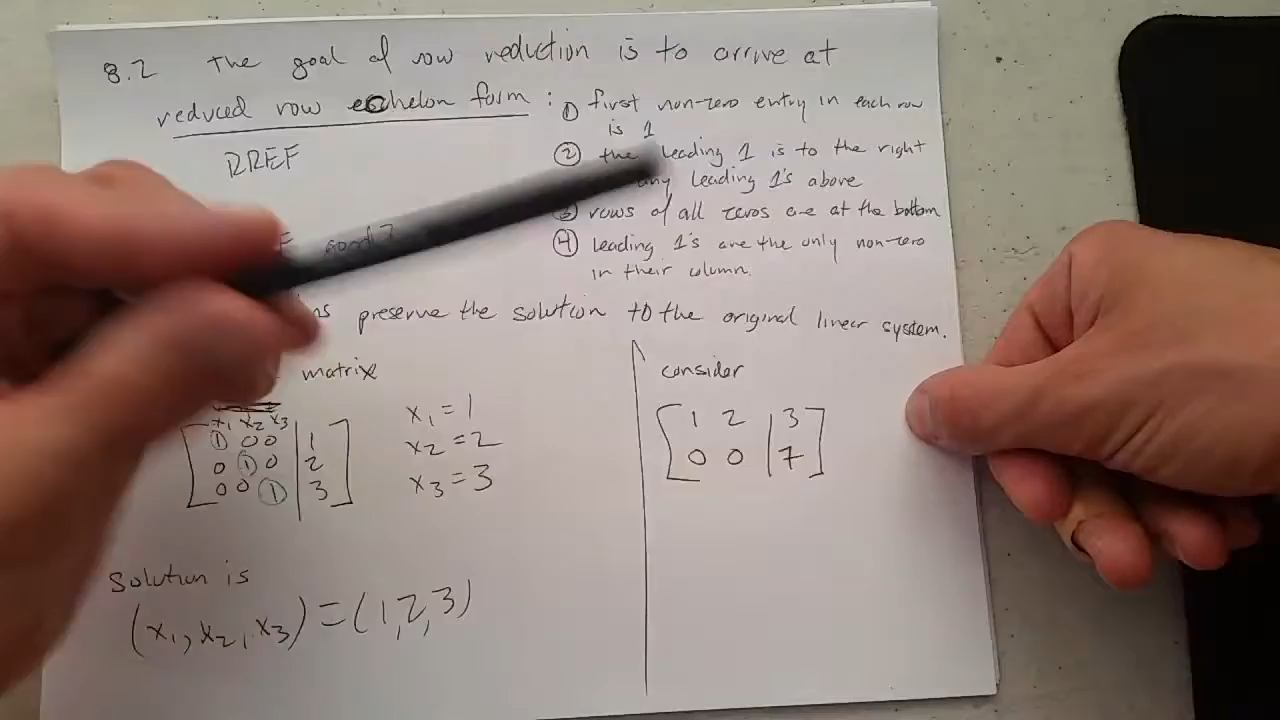 8.2 The goal of row reduction is to arrive at
reduced row echelon form :
RREF
① first non-zero entry in each row
is 1
② the leading 1 is to the right
any leading 1's above
③ rows of all zeros are at the bottom
④ leading 1's are the only non-zero
in their column.
good?
preserve the solution to the original linear system.
matrix
x₁ x₂ x₃
[ 1 0 0 | 1 ]
[ 0 1 0 | 2 ]
[ 0 0 1 | 3 ]
x₁ = 1
x₂ = 2
x₃ = 3
Solution is
(x₁, x₂, x₃) = (1, 2, 3)
consider
[ 1 2 | 3 ]
[ 0 0 | 7 ]